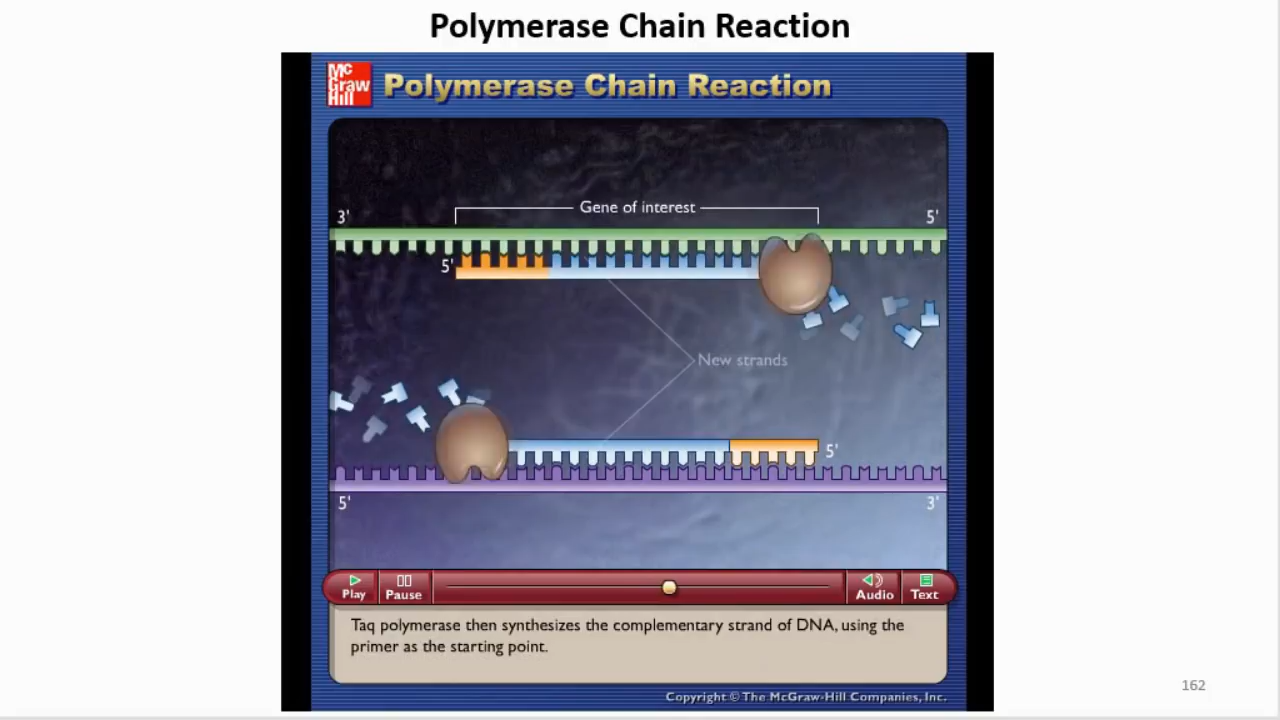 Polymerase Chain Reaction
Mc
Graw
Hill
Polymerase Chain Reaction
Gene of interest
3'
5'
5'
New strands
5'
5'
3'
Play
Pause
Audio
Text
Taq polymerase then synthesizes the complementary strand of DNA, using the
primer as the starting point.
162
Copyright © The McGraw-Hill Companies, Inc.